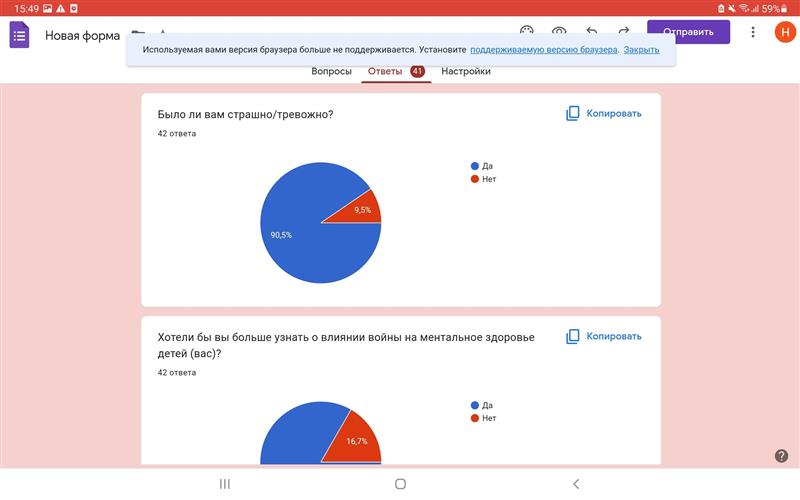 15:49
59%
Новая форма
Отправить
Н
Используемая вами версия браузера больше не поддерживается. Установите поддерживаемую версию браузера. Закрыть
Вопросы
Ответы 41
Настройки
Было ли вам страшно/тревожно?
Копировать
42 ответа
Да
Нет
9,5%
90,5%
Хотели бы вы больше узнать о влиянии войны на ментальное здоровье
детей (вас)?
Копировать
42 ответа
Да
Нет
16,7%